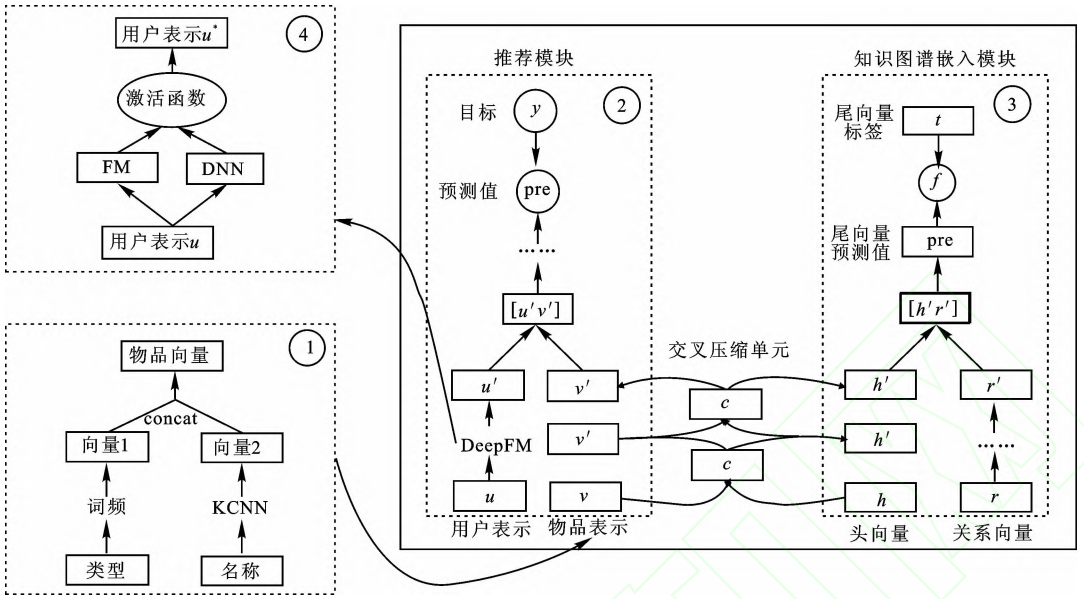 用户表示u*
④
激活函数
FM
DNN
用户表示u
①
物品向量
concat
向量1
向量2
词频
KCNN
类型
名称
推荐模块
②
目标
y
预测值
pre
……
[u'v']
u'
v'
DeepFM
v'
u
v
用户表示
物品表示
交叉压缩单元
c
c
知识图谱嵌入模块
③
尾向量
标签
t
f
尾向量
预测值
pre
[h'r']
h'
r'
h'
……
h
r
头向量
关系向量